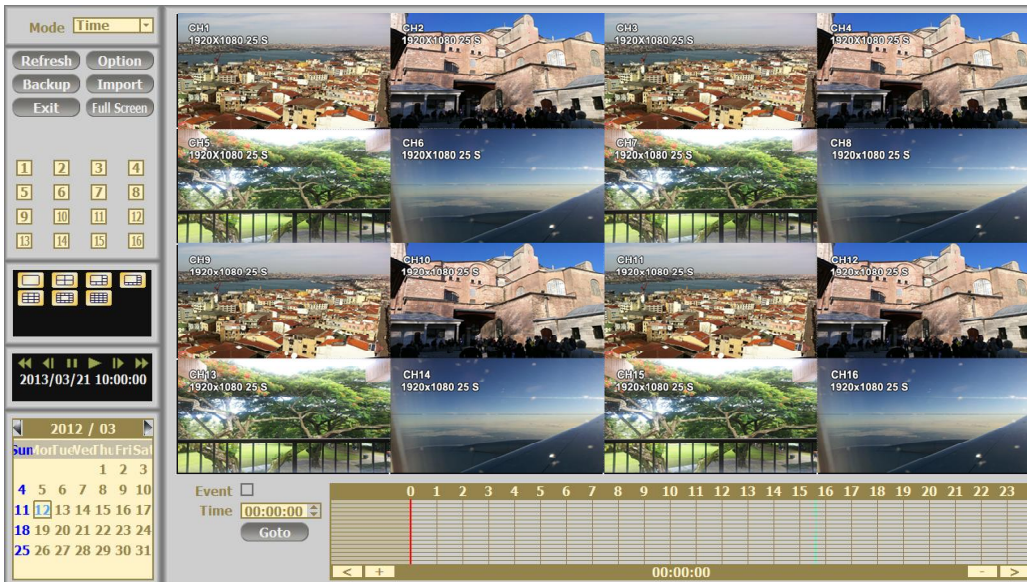 Mode Time
Refresh Option
Backup Import
Exit Full Screen
1 2 3 4
5 6 7 8
9 10 11 12
13 14 15 16
2013/03/21 10:00:00
2012 / 03
Sun Mon Tue Wed Thu Fri Sat
1 2 3
4 5 6 7 8 9 10
11 12 13 14 15 16 17
18 19 20 21 22 23 24
25 26 27 28 29 30 31
CH1
1920X1080 25 S
CH2
1920X1080 25 S
CH3
1920X1080 25 S
CH4
1920X1080 25 S
CH5
1920X1080 25 S
CH6
1920X1080 25 S
CH7
1920x1080 25 S
CH8
1920x1080 25 S
CH9
1920x1080 25 S
CH10
1920x1080 25 S
CH11
1920x1080 25 S
CH12
1920x1080 25 S
CH13
1920x1080 25 S
CH14
1920x1080 25 S
CH15
1920x1080 25 S
CH16
1920x1080 25 S
Event
Time 00:00:00
Goto
0 1 2 3 4 5 6 7 8 9 10 11 12 13 14 15 16 17 18 19 20 21 22 23
< + 00:00:00 - >